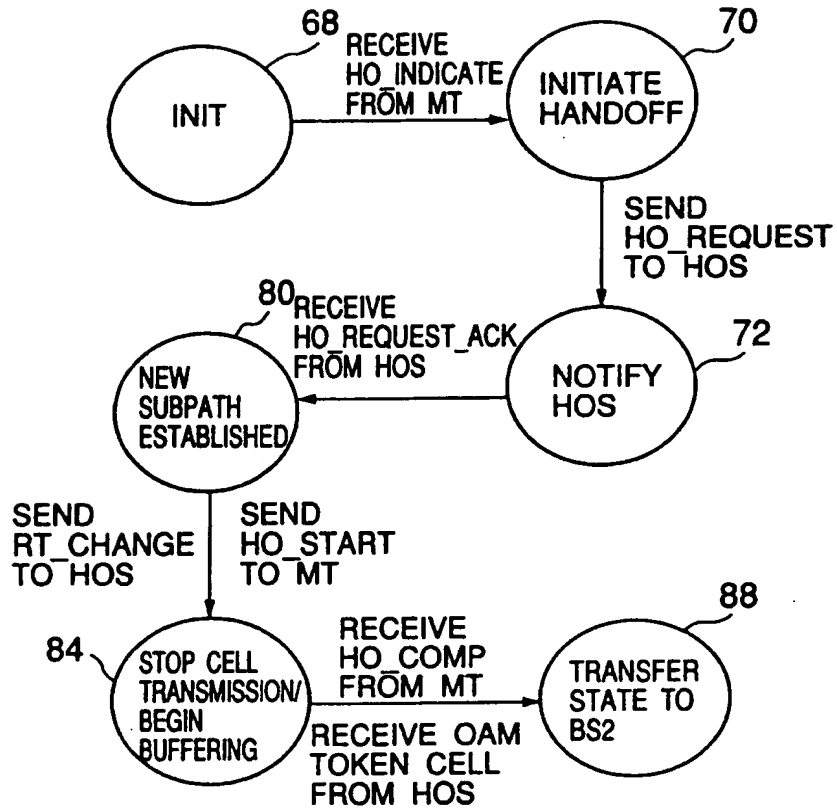 68
INIT
RECEIVE
HO_INDICATE
FROM MT
70
INITIATE
HANDOFF
SEND
HO_REQUEST
TO HOS
72
NOTIFY
HOS
80
RECEIVE
HO_REQUEST_ACK
FROM HOS
NEW
SUBPATH
ESTABLISHED
SEND
RT_CHANGE
TO HOS
SEND
HO_START
TO MT
84
STOP CELL
TRANSMISSION/
BEGIN
BUFFERING
RECEIVE
HO_COMP
FROM MT
RECEIVE OAM
TOKEN CELL
FROM HOS
88
TRANSFER
STATE TO
BS2